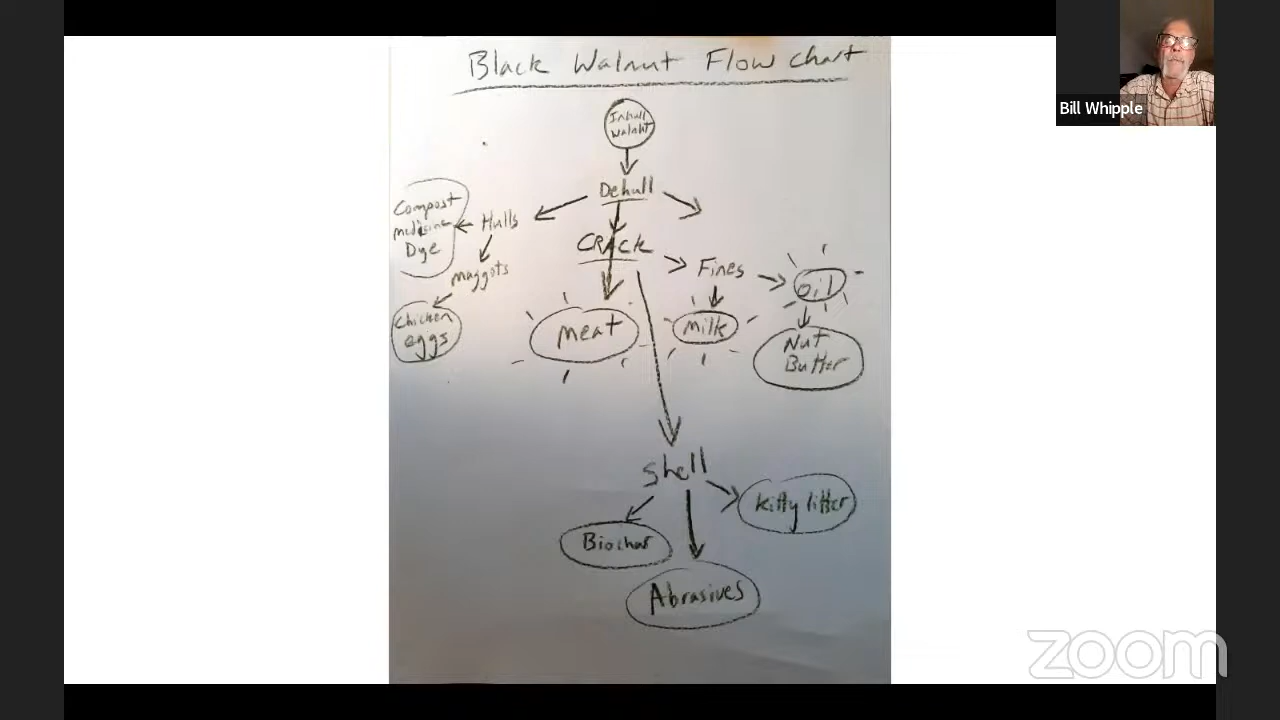 Black Walnut Flow chart
Inhull
Walnut
Dehull
Compost
medicine
Dye
Hulls
CRACK
Fines
maggots
oil
Chicken
eggs
meat
Milk
Nut
Butter
Shell
Kitty litter
Biochar
Abrasives
Bill Whipple
zoom